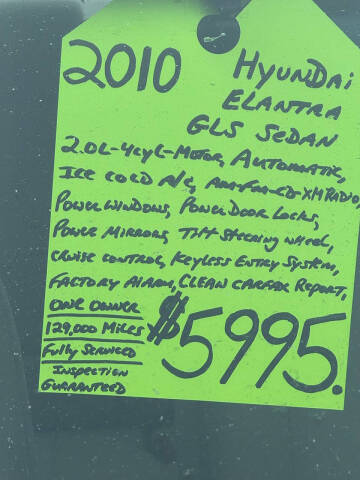 2010 HYUNDAI
ELANTRA
GLS SEDAN
2.0L-4cyl-Motor, Automatic,
Ice cold A/c, Am-Fm-CD-XM RADIO,
Power windows, Power Door Locks,
Power Mirrors, Tilt Steering wheel,
Cruise control, Keyless Entry System,
Factory Alarm, CLEAN CARFAX Report,
ONE OWNER
129,000 Miles
Fully Serviced
Inspection
Guaranteed
$5995.